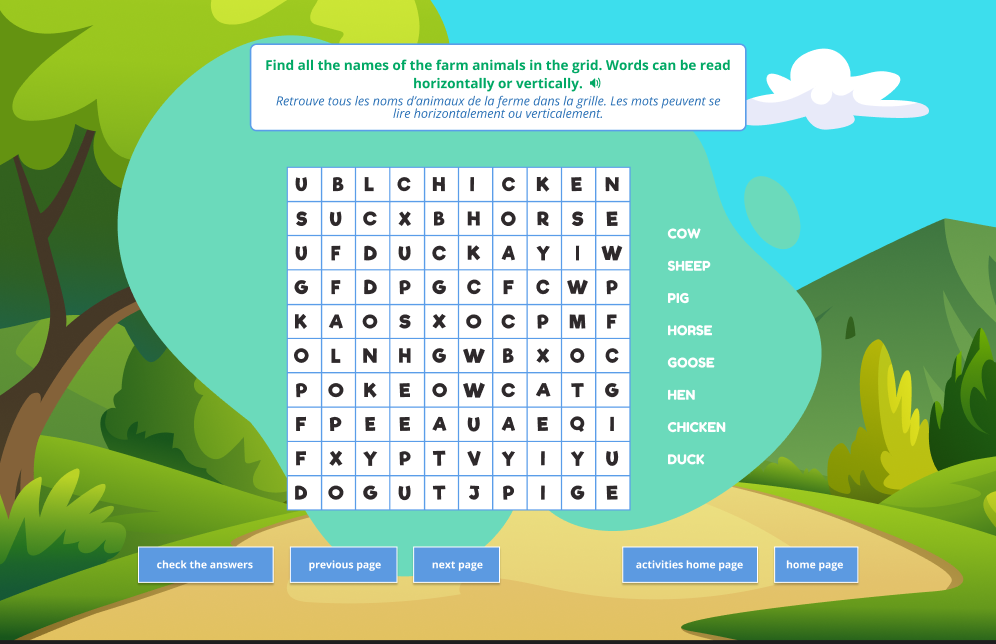 Find all the names of the farm animals in the grid. Words can be read
horizontally or vertically.
Retrouve tous les noms d'animaux de la ferme dans la grille. Les mots peuvent se
lire horizontalement ou verticalement.
U B L C H I C K E N
S U C X B H O R S E
U F D U C K A Y I W
G F D P G C F C W P
K A O S X O C P M F
O L N H G W B X O C
P O K E O W C A T G
F P E E A U A E Q I
F X Y P T V Y I Y U
D O G U T J P I G E
COW
SHEEP
PIG
HORSE
GOOSE
HEN
CHICKEN
DUCK
check the answers
previous page
next page
activities home page
home page